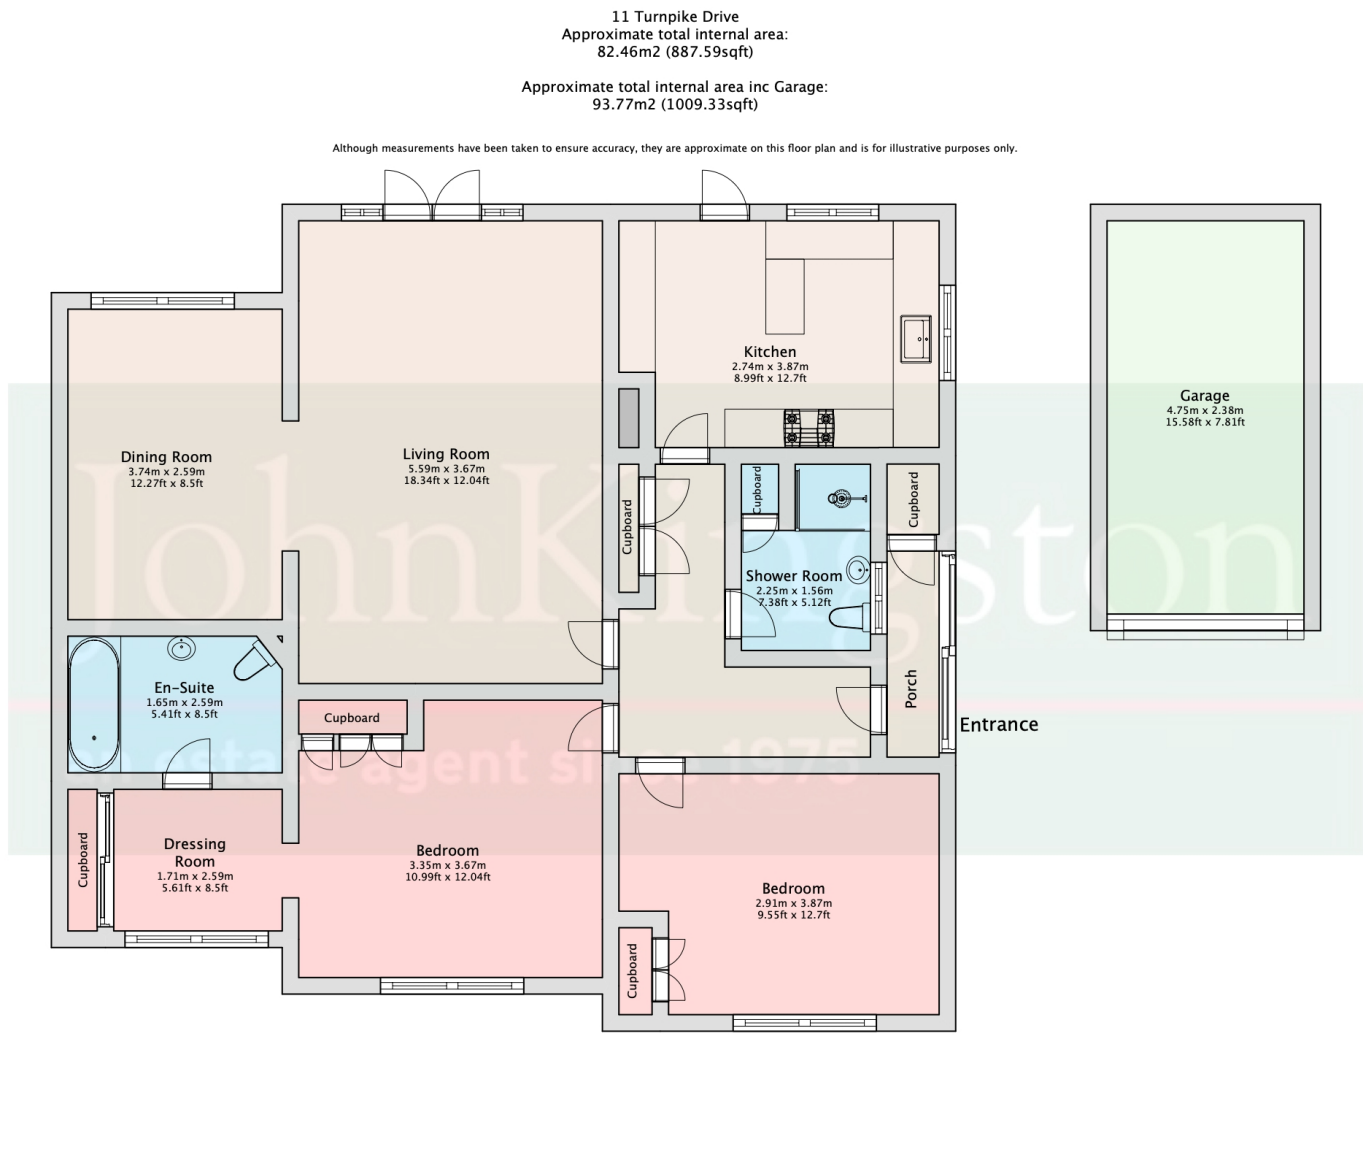 11 Turnpike Drive
Approximate total internal area:
82.46m2 (887.59sqft)
Approximate total internal area inc Garage:
93.77m2 (1009.33sqft)
Although measurements have been taken to ensure accuracy, they are approximate on this floor plan and is for illustrative purposes only.
Kitchen
2.74m x 3.87m
8.99ft x 12.7ft
Garage
4.75m x 2.38m
15.58ft x 7.81ft
Dining Room
3.74m x 2.59m
12.27ft x 8.5ft
Living Room
5.59m x 3.67m
18.34ft x 12.04ft
Cupboard
Cupboard
Cupboard
JohnKingston
Shower Room
2.25m x 1.56m
7.38ft x 5.12ft
En-Suite
1.65m x 2.59m
5.41ft x 8.5ft
Cupboard
Porch
Entrance
an estate agent since 1975
Cupboard
Dressing
Room
1.71m x 2.59m
5.61ft x 8.5ft
Bedroom
3.35m x 3.67m
10.99ft x 12.04ft
Bedroom
2.91m x 3.87m
9.55ft x 12.7ft
Cupboard